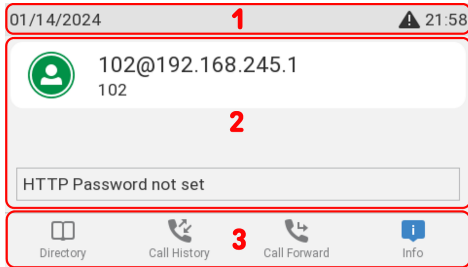 01/14/2024 1 21:58
102@192.168.245.1
102
2
HTTP Password not set
3
Directory Call History Call Forward Info